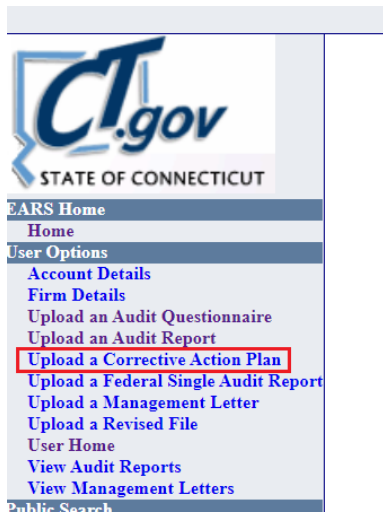 CT.gov
STATE OF CONNECTICUT
EARS Home
Home
User Options
Account Details
Firm Details
Upload an Audit Questionnaire
Upload an Audit Report
Upload a Corrective Action Plan
Upload a Federal Single Audit Report
Upload a Management Letter
Upload a Revised File
User Home
View Audit Reports
View Management Letters
Public Search